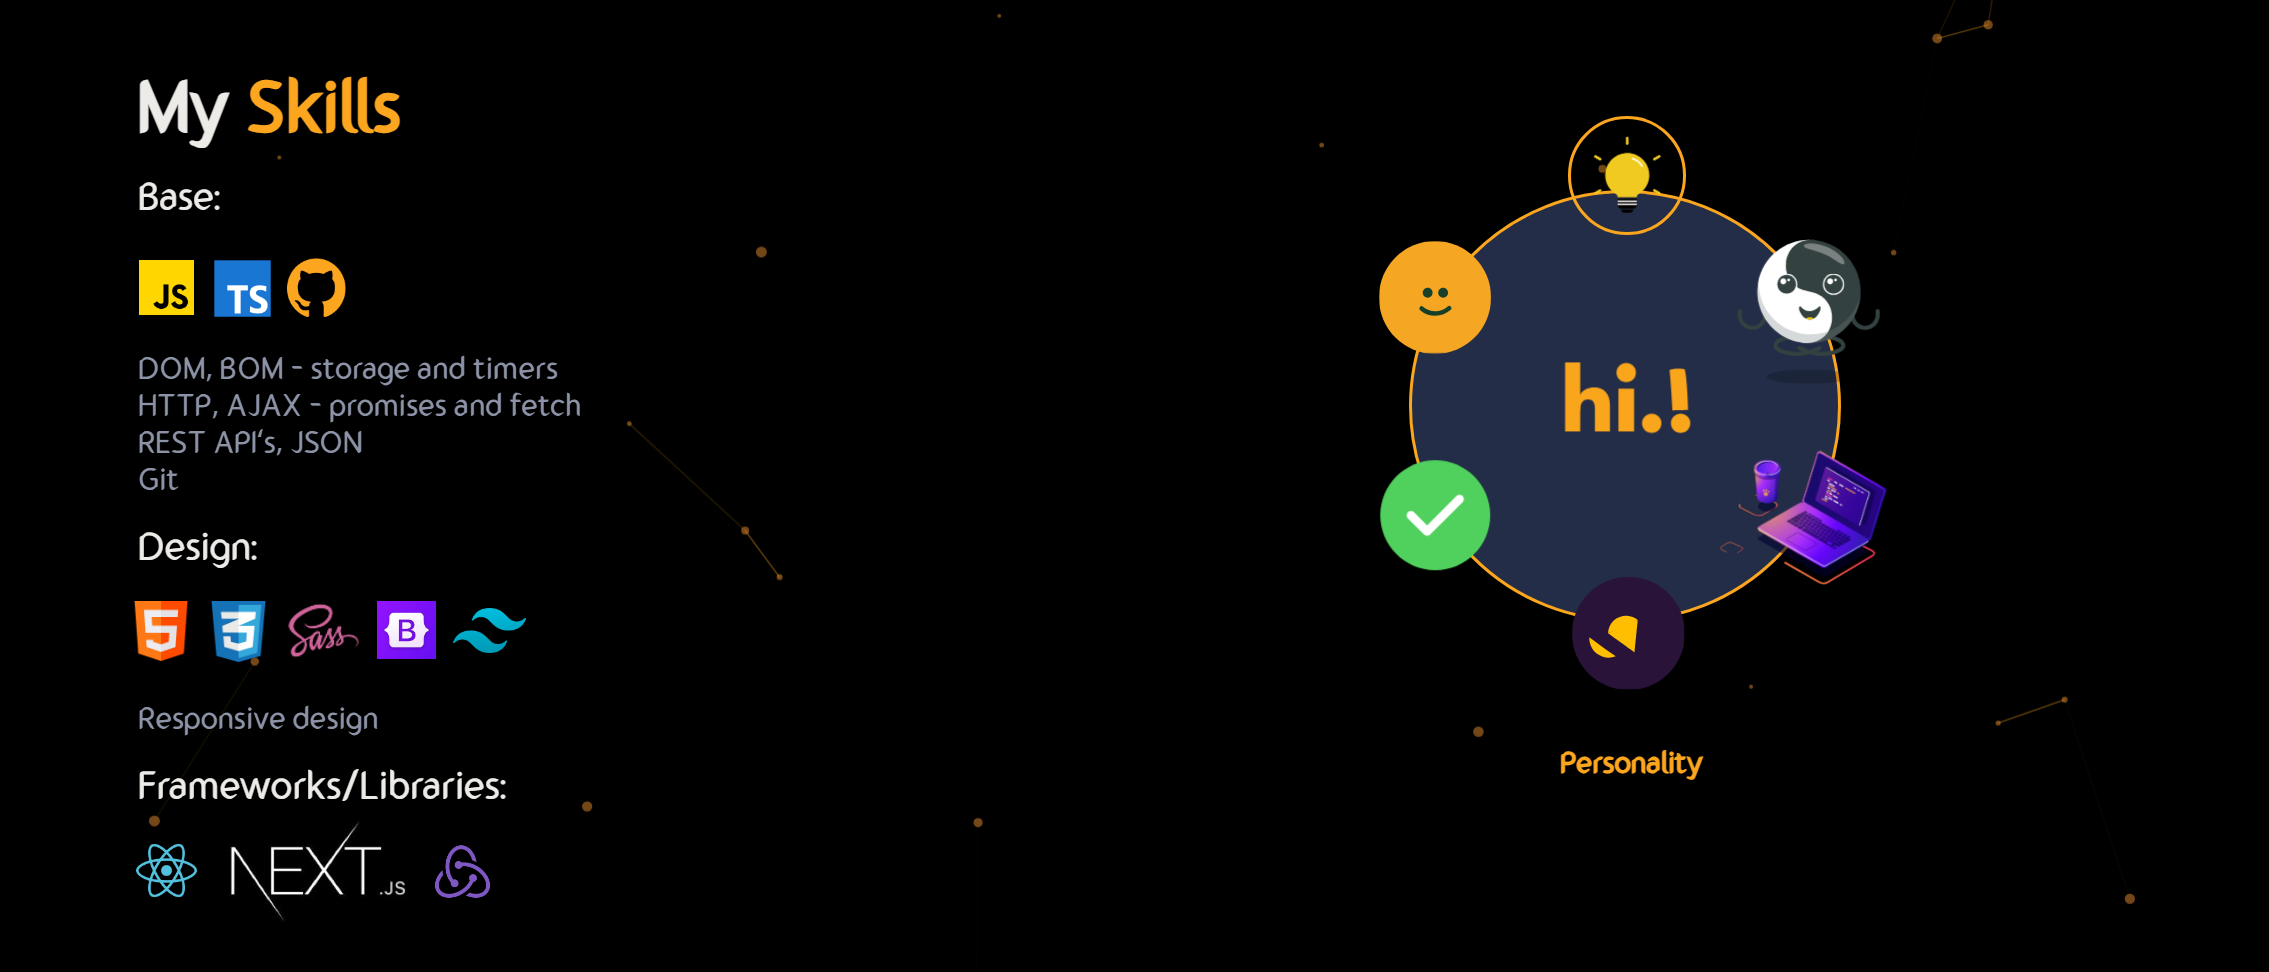 My Skills
Base:
JS TS
DOM, BOM - storage and timers
HTTP, AJAX - promises and fetch
REST API's, JSON
Git
Design:
5 3 Sass B
Responsive design
Frameworks/Libraries:
NEXT.JS
hi.!
Personality